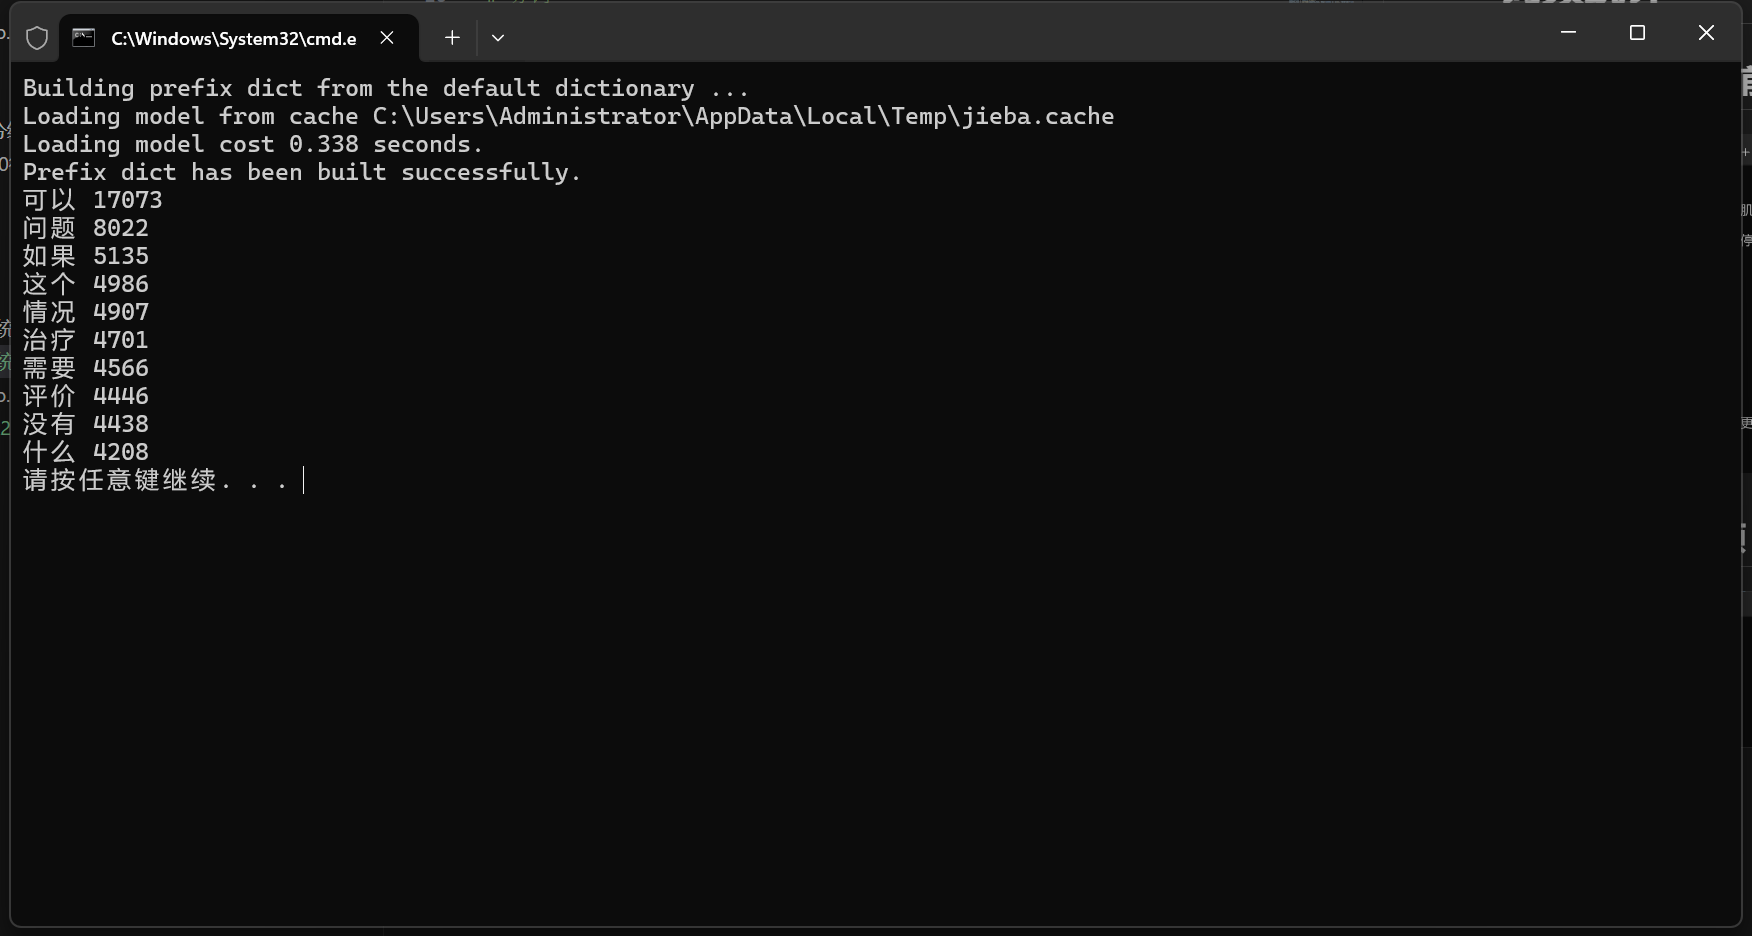 C:\Windows\System32\cmd.e
Building prefix dict from the default dictionary ...
Loading model from cache C:\Users\Administrator\AppData\Local\Temp\jieba.cache
Loading model cost 0.338 seconds.
Prefix dict has been built successfully.
可以 17073
问题 8022
如果 5135
这个 4986
情况 4907
治疗 4701
需要 4566
评价 4446
没有 4438
什么 4208
请按任意键继续. . .